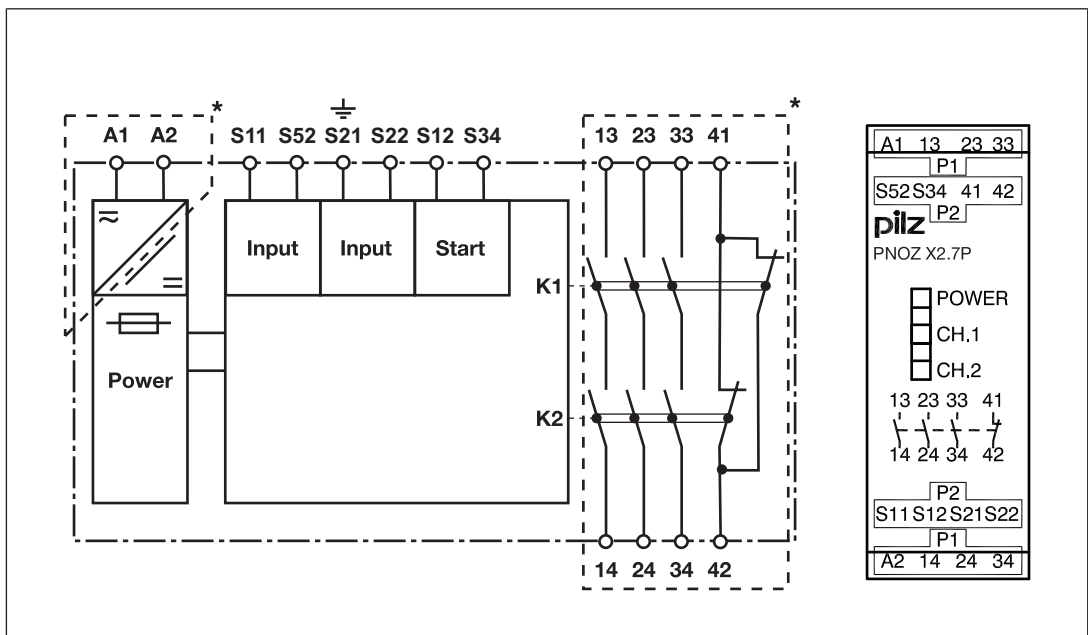 * *
A1 A2 S11 S52 S21 S22 S12 S34 13 23 33 41
Input Input Start
K1
Power
K2
14 24 34 42
A1 13 23 33
P1
S52 S34 41 42
P2
pilz
PNOZ X2.7P
POWER
CH.1
CH.2
13 23 33 41
14 24 34 42
P2
S11 S12 S21 S22
P1
A2 14 24 34